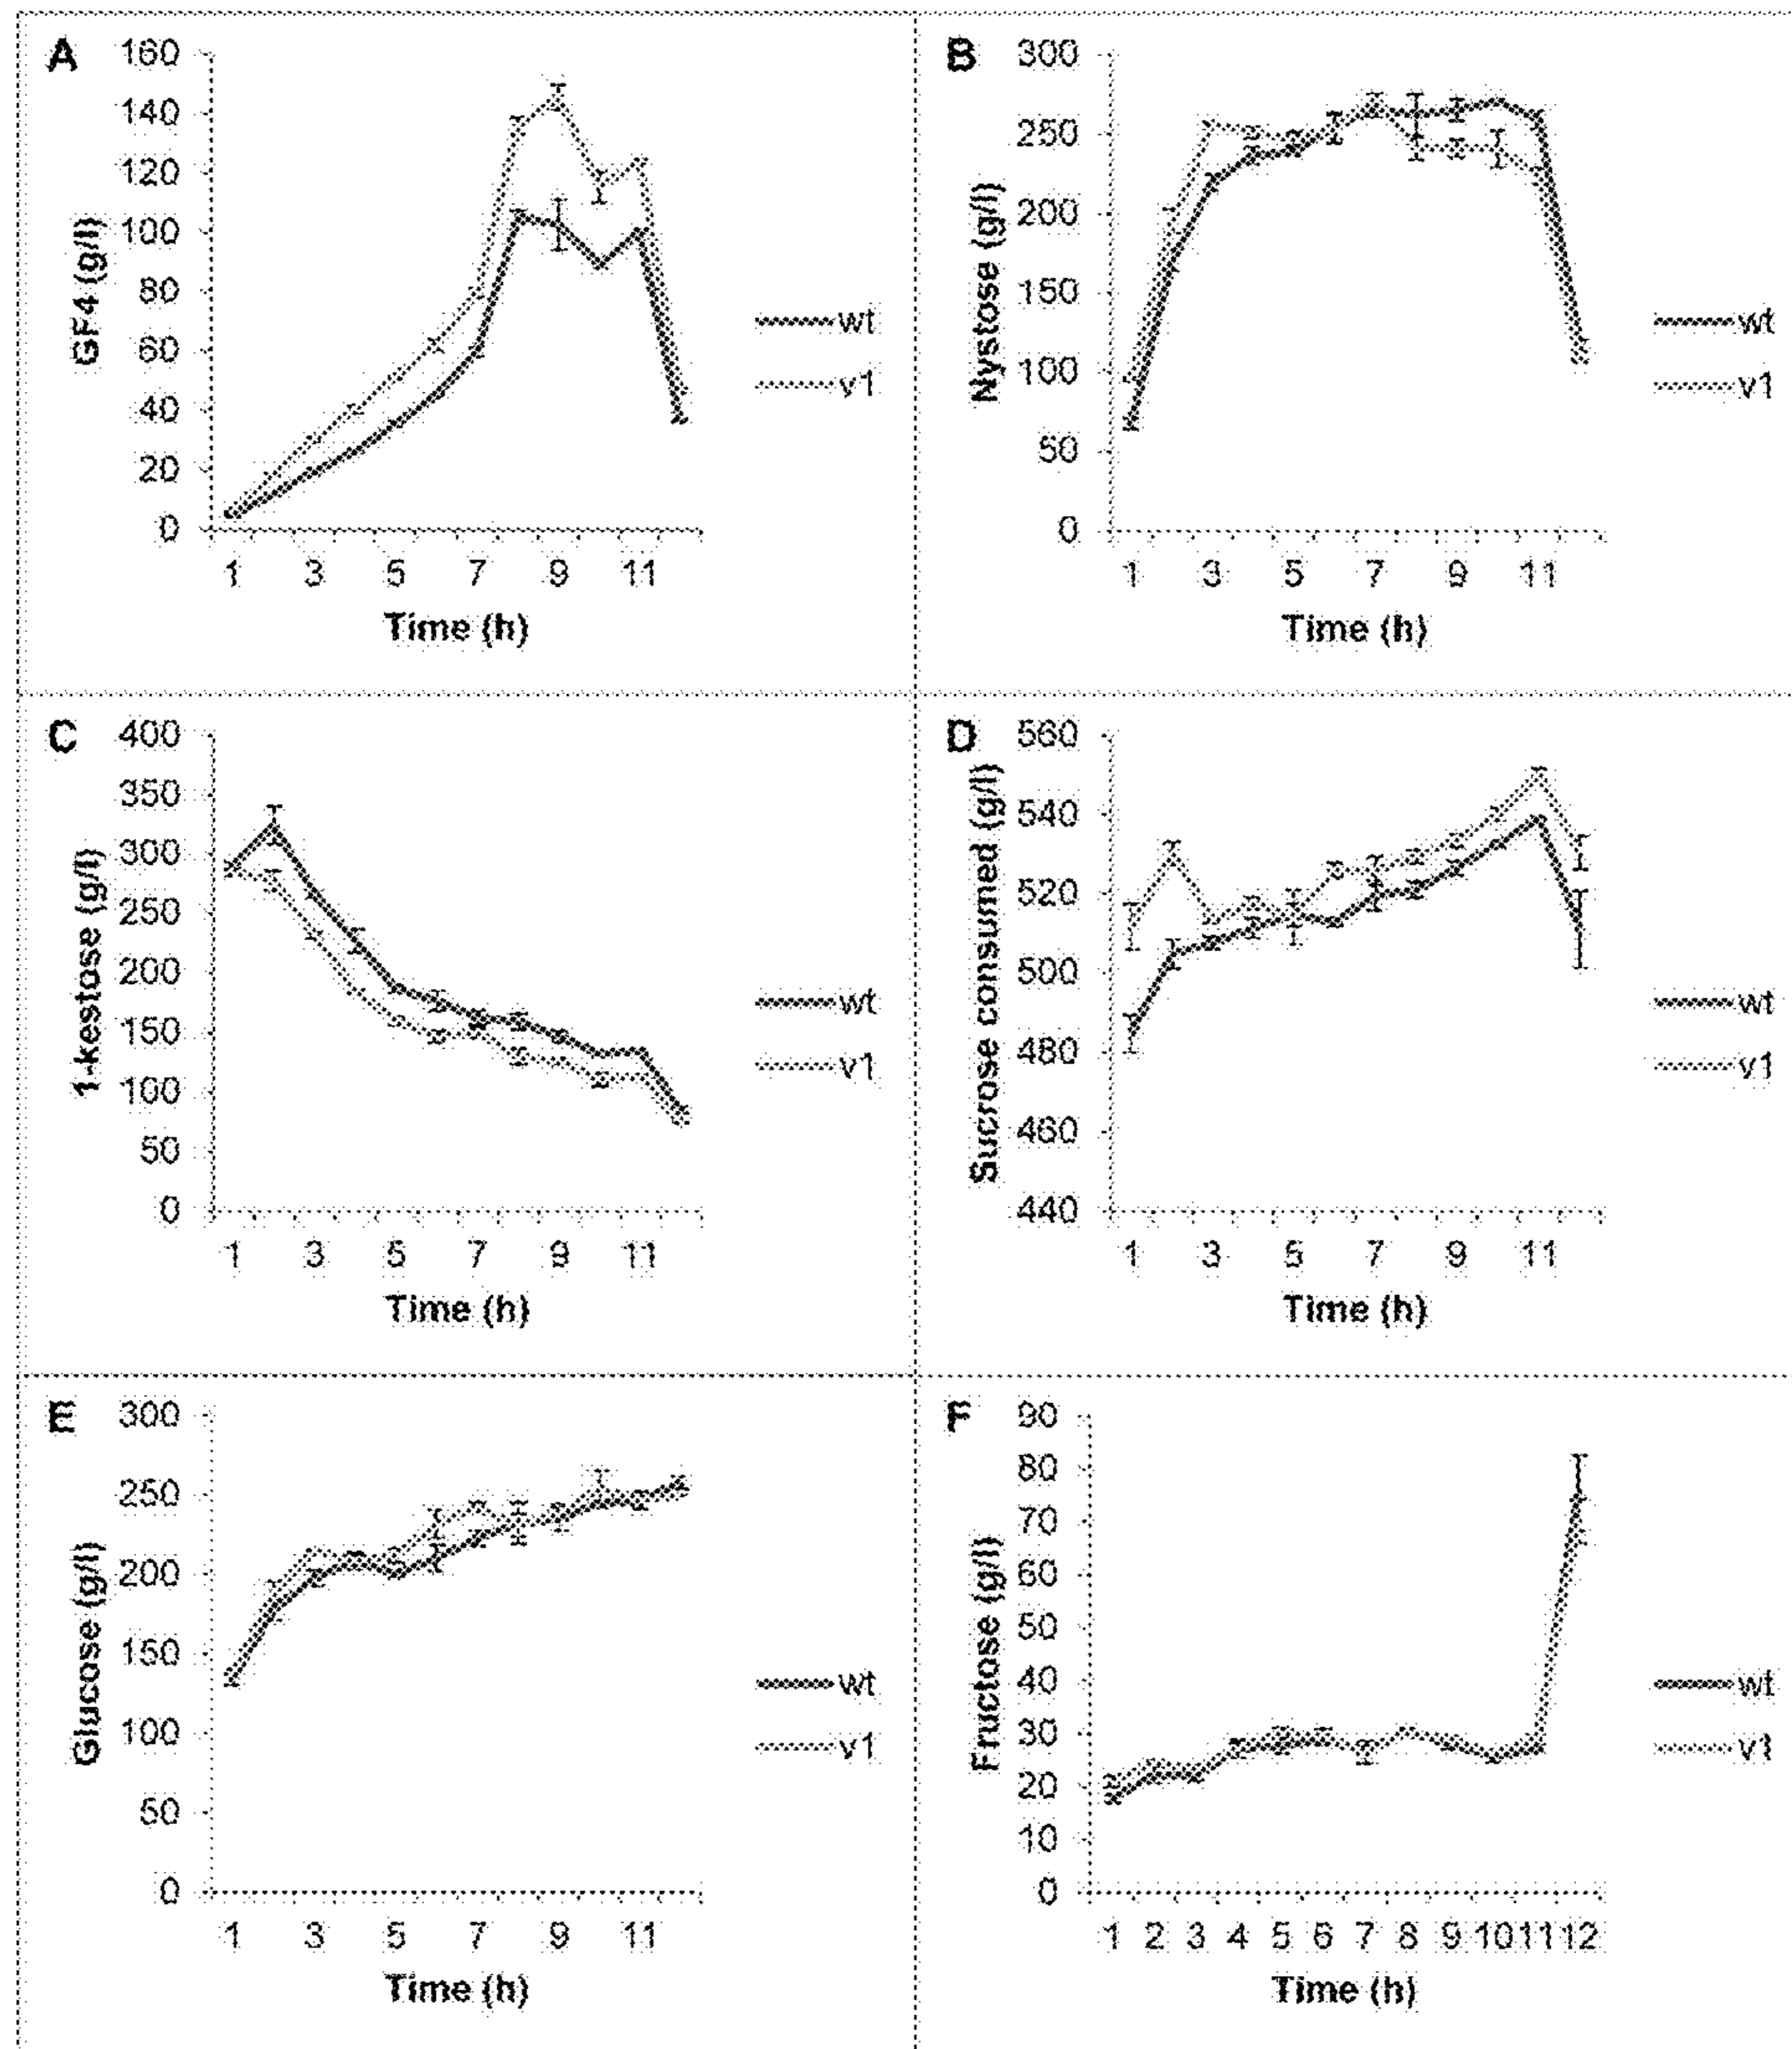 A
160
140
120
100
80
60
40
20
0
GF4 (g/l)
1 3 5 7 9 11
Time (h)
wt
v1
B
300
250
200
150
100
50
0
Nystose (g/l)
1 3 5 7 9 11
Time (h)
wt
v1
C
400
350
300
250
200
150
100
50
0
1-kestose (g/l)
1 3 5 7 9 11
Time (h)
wt
v1
D
560
540
520
500
480
460
440
Sucrose consumed (g/l)
1 3 5 7 9 11
Time (h)
wt
v1
E
300
250
200
150
100
50
0
Glucose (g/l)
1 3 5 7 9 11
Time (h)
wt
v1
F
90
80
70
60
50
40
30
20
10
0
Fructose (g/l)
1 2 3 4 5 6 7 8 9 10 11 12
Time (h)
wt
v1